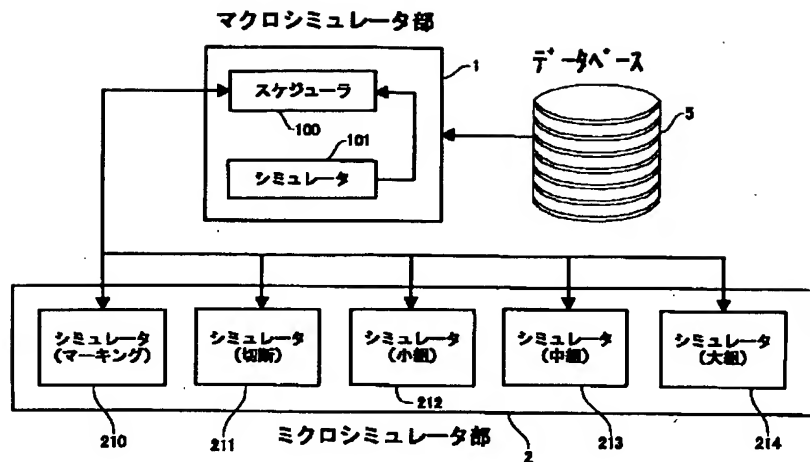 マクロシミュレータ部
1
データベース
スケジューラ
100
5
101
シミュレータ
シミュレータ
(マーキング)
シミュレータ
(切断)
シミュレータ
(小組)
シミュレータ
(中組)
シミュレータ
(大組)
210
211
212
213
214
ミクロシミュレータ部
2